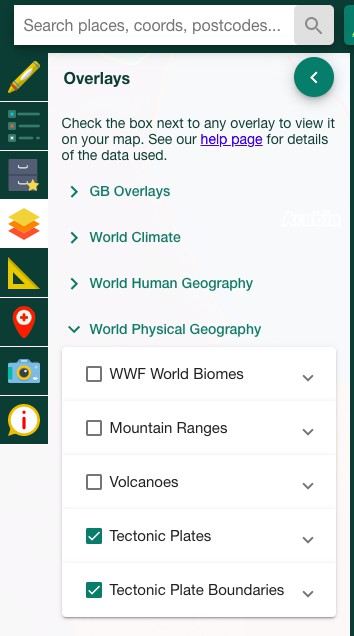 Search places, coords, postcodes...
Overlays
Check the box next to any overlay to view it
on your map. See our help page for details
of the data used.
GB Overlays
World Climate
World Human Geography
World Physical Geography
WWF World Biomes
Mountain Ranges
Volcanoes
Tectonic Plates
Tectonic Plate Boundaries